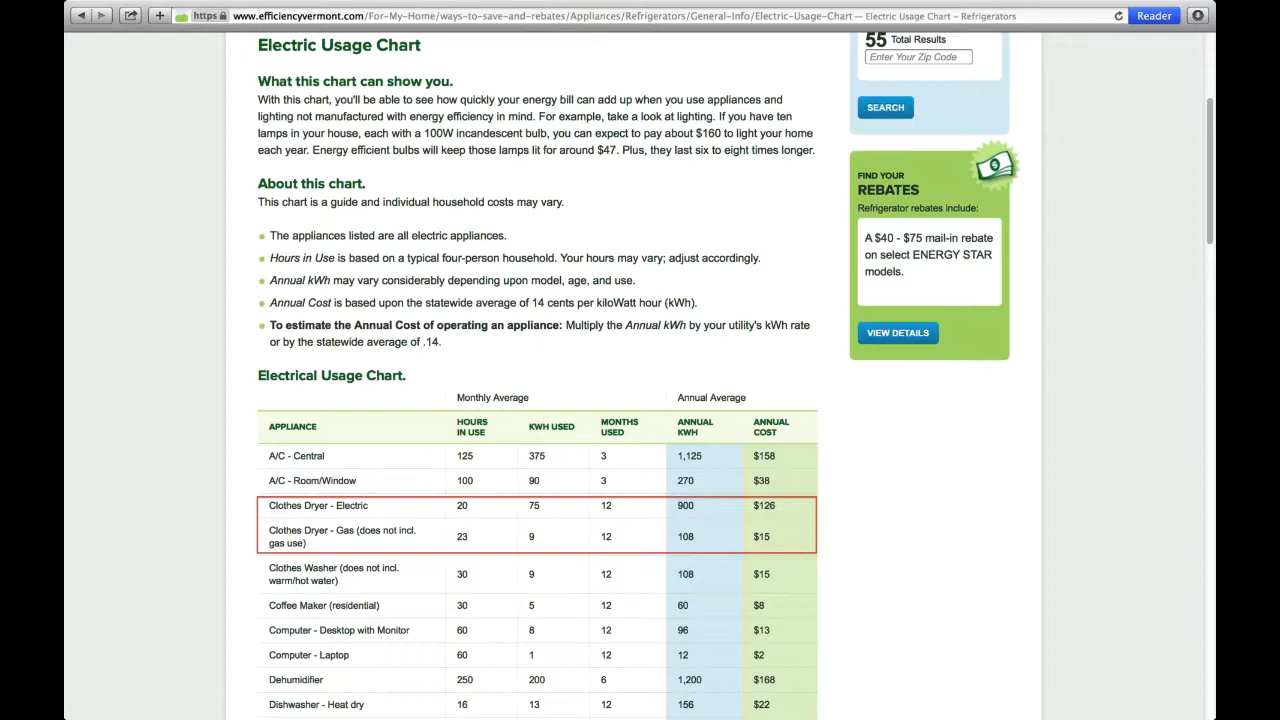 https www.efficiencyvermont.com/For-My-Home/ways-to-save-and-rebates/Appliances/Refrigerators/General-Info/Electric-Usage-Chart — Electric Usage Chart – Refrigerators Reader
Electric Usage Chart
What this chart can show you.
With this chart, you'll be able to see how quickly your energy bill can add up when you use appliances and
lighting not manufactured with energy efficiency in mind. For example, take a look at lighting. If you have ten
lamps in your house, each with a 100W incandescent bulb, you can expect to pay about $160 to light your home
each year. Energy efficient bulbs will keep those lamps lit for around $47. Plus, they last six to eight times longer.
About this chart.
This chart is a guide and individual household costs may vary.
The appliances listed are all electric appliances.
Hours in Use is based on a typical four-person household. Your hours may vary; adjust accordingly.
Annual kWh may vary considerably depending upon model, age, and use.
Annual Cost is based upon the statewide average of 14 cents per kiloWatt hour (kWh).
To estimate the Annual Cost of operating an appliance: Multiply the Annual kWh by your utility's kWh rate
or by the statewide average of .14.
Electrical Usage Chart.
Monthly Average Annual Average
APPLIANCE HOURS IN USE KWH USED MONTHS USED ANNUAL KWH ANNUAL COST
A/C - Central 125 375 3 1,125 $158
A/C - Room/Window 100 90 3 270 $38
Clothes Dryer - Electric 20 75 12 900 $126
Clothes Dryer - Gas (does not incl.
gas use) 23 9 12 108 $15
Clothes Washer (does not incl.
warm/hot water) 30 9 12 108 $15
Coffee Maker (residential) 30 5 12 60 $8
Computer - Desktop with Monitor 60 8 12 96 $13
Computer - Laptop 60 1 12 12 $2
Dehumidifier 250 200 6 1,200 $168
Dishwasher - Heat dry 16 13 12 156 $22
55 Total Results
Enter Your Zip Code
SEARCH
FIND YOUR
REBATES
Refrigerator rebates include:
A $40 - $75 mail-in rebate
on select ENERGY STAR
models.
VIEW DETAILS